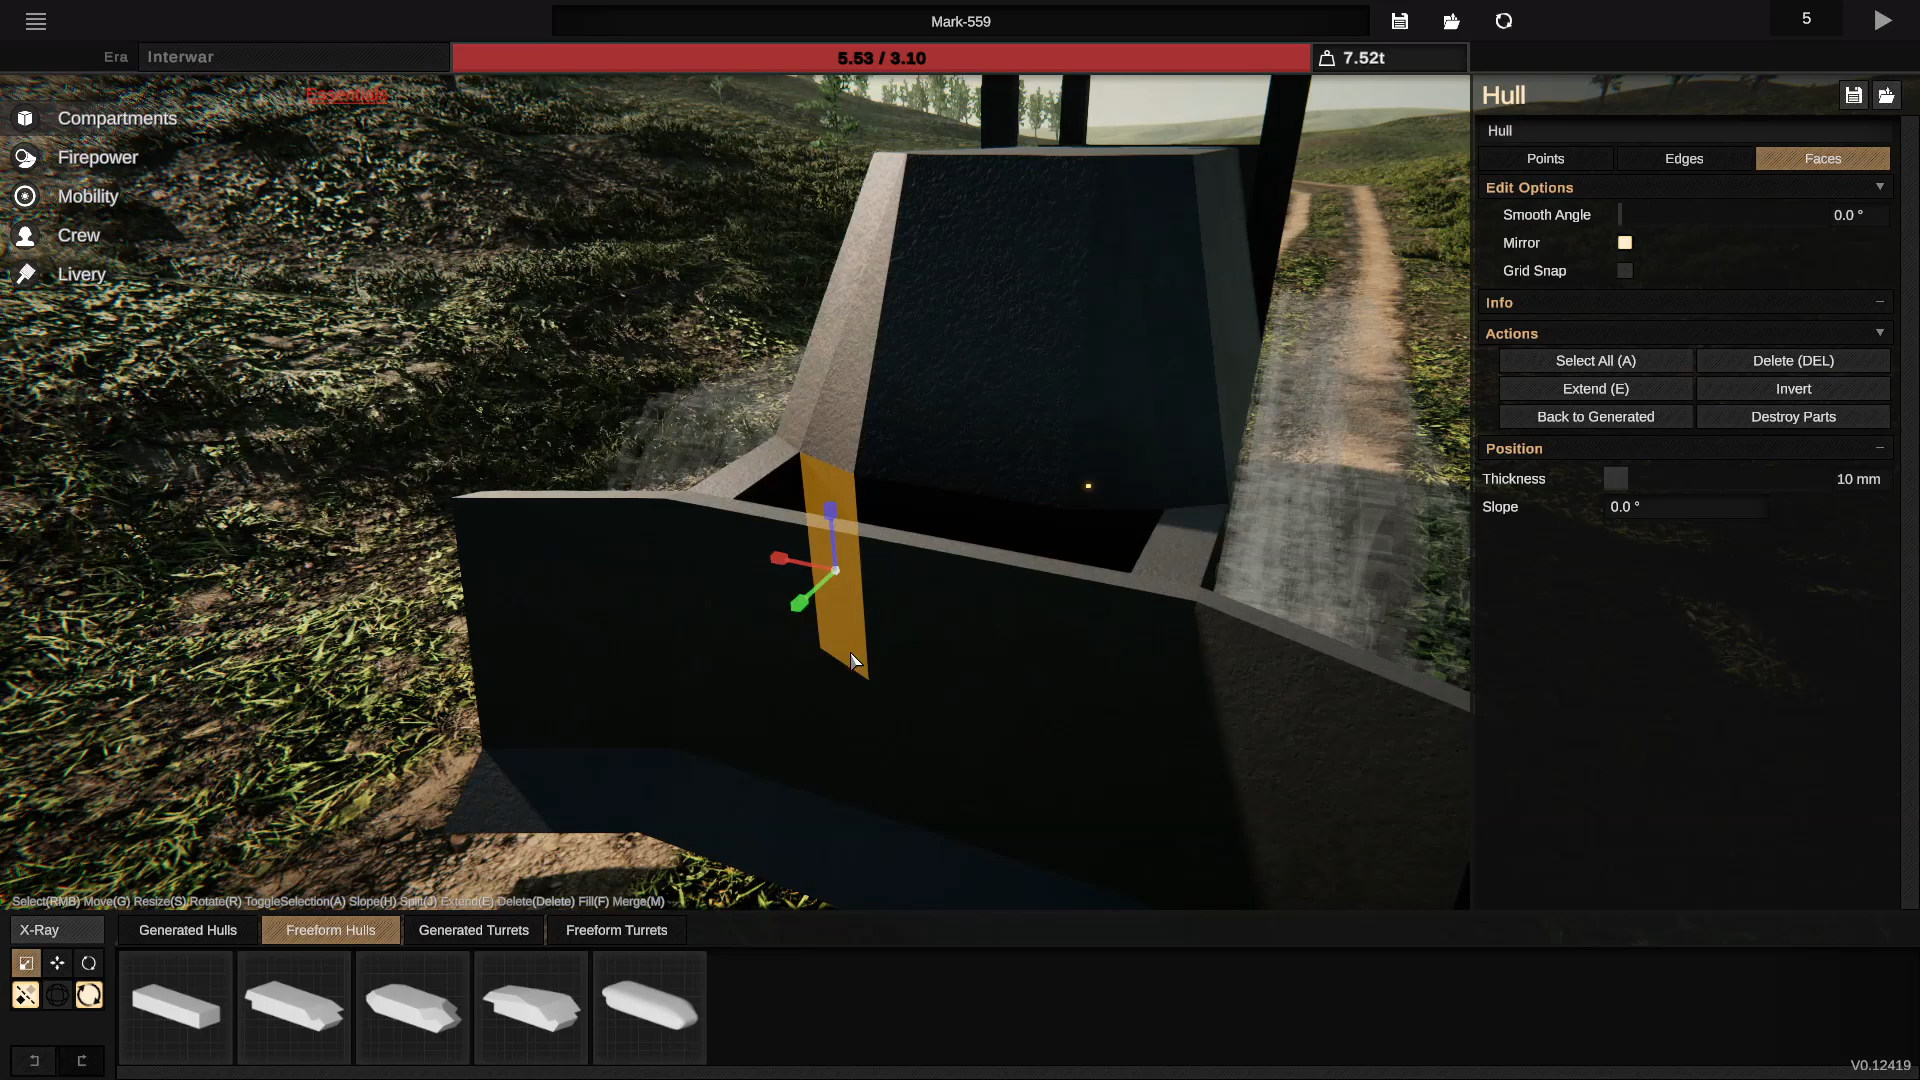 Mark-559
5
Era
Interwar
5.53 / 3.10
7.52t
Essentials
Compartments
Firepower
Mobility
Crew
Livery
Hull
Hull
Points
Edges
Faces
Edit Options
Smooth Angle
0.0 °
Mirror
Grid Snap
Info
Actions
Select All (A)
Delete (DEL)
Extend (E)
Invert
Back to Generated
Destroy Parts
Position
Thickness
10 mm
Slope
0.0 °
Select(RMB) Move(G) Resize(S) Rotate(R) ToggleSelection(A) Slope(H) Split(J) Extend(E) Delete(Delete) Fill(F) Merge(M)
X-Ray
Generated Hulls
Freeform Hulls
Generated Turrets
Freeform Turrets
V0.12419